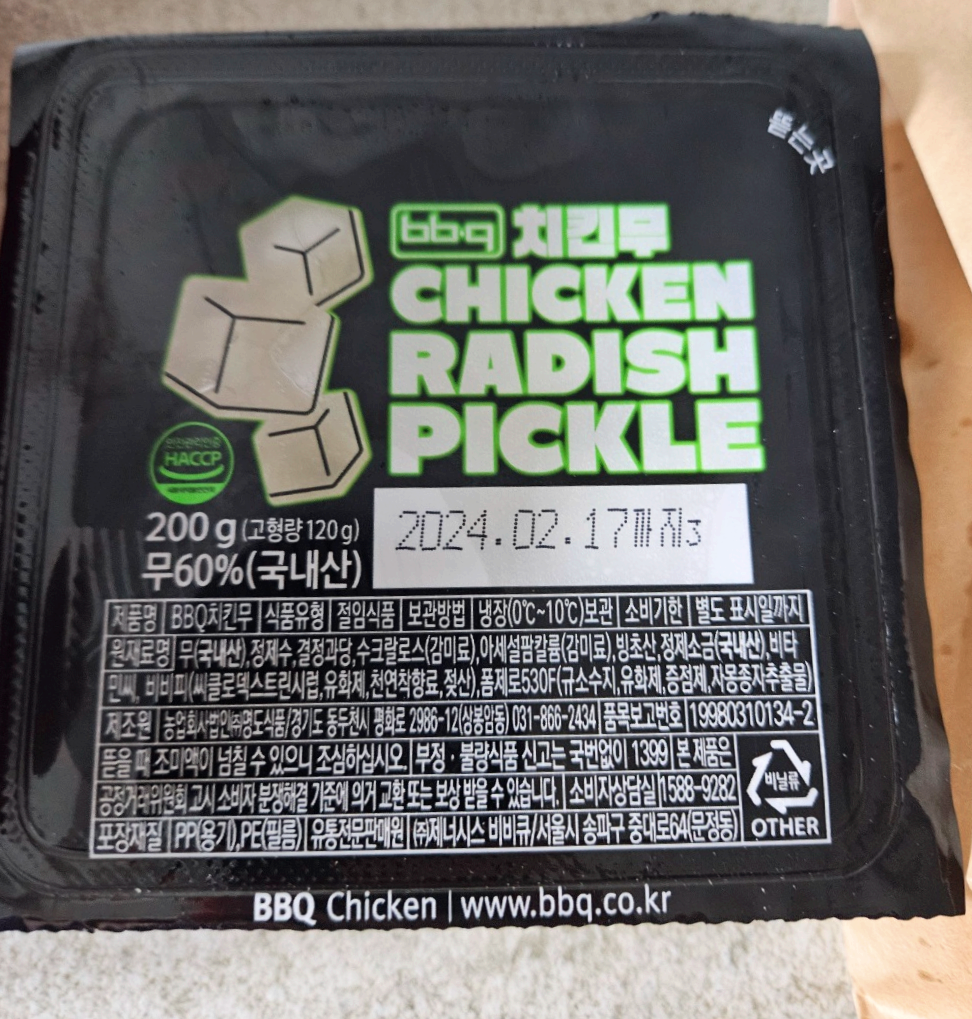 뜯는곳
bb.q 치킨무
CHICKEN
RADISH
PICKLE
안전관리인증
HACCP
200 g (고형량 120 g)
무60%(국내산)
2024.02.17까지3
제품명 BBQ치킨무 식품유형 절임식품 보관방법 냉장(0℃~10℃)보관 소비기한 별도 표시일까지
원재료명 무(국내산),정제수,결정과당,수크랄로스(감미료),아세설팜칼륨(감미료),빙초산,정제소금(국내산),비타
민씨, 비비피(씨클로덱스트린시럽,유화제,천연착향료,젖산),폼제로530F(규소수지,유화제,증점제,자몽종자추출물)
제조원 농업회사법인㈜명도식품/경기도 동두천시 평화로 2986-12(상봉암동) 031-866-2434 품목보고번호 19980310134-2
뜯을 때 조미액이 넘칠 수 있으니 조심하십시오. 부정·불량식품 신고는 국번없이 1399 본 제품은
공정거래위원회 고시 소비자 분쟁해결 기준에 의거 교환 또는 보상 받을 수 있습니다. 소비자상담실 1588-9282
포장재질 PP(용기),PE(필름) 유통전문판매원 ㈜제너시스 비비큐/서울시 송파구 중대로64(문정동)
비닐류
OTHER
BBQ Chicken | www.bbq.co.kr